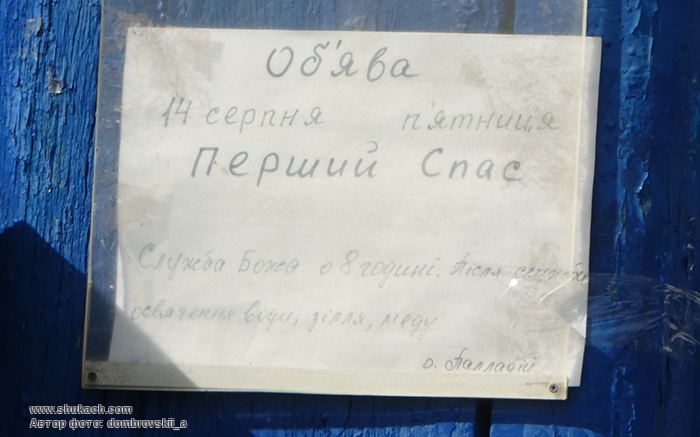 Об'ява
14 серпня п'ятниця
Перший Спас
Служба Божа о 8 годині. Після служби
освячення води, зілля, меду
о. Палладій
www.shukach.com
Автор фото: dombrovskii_a